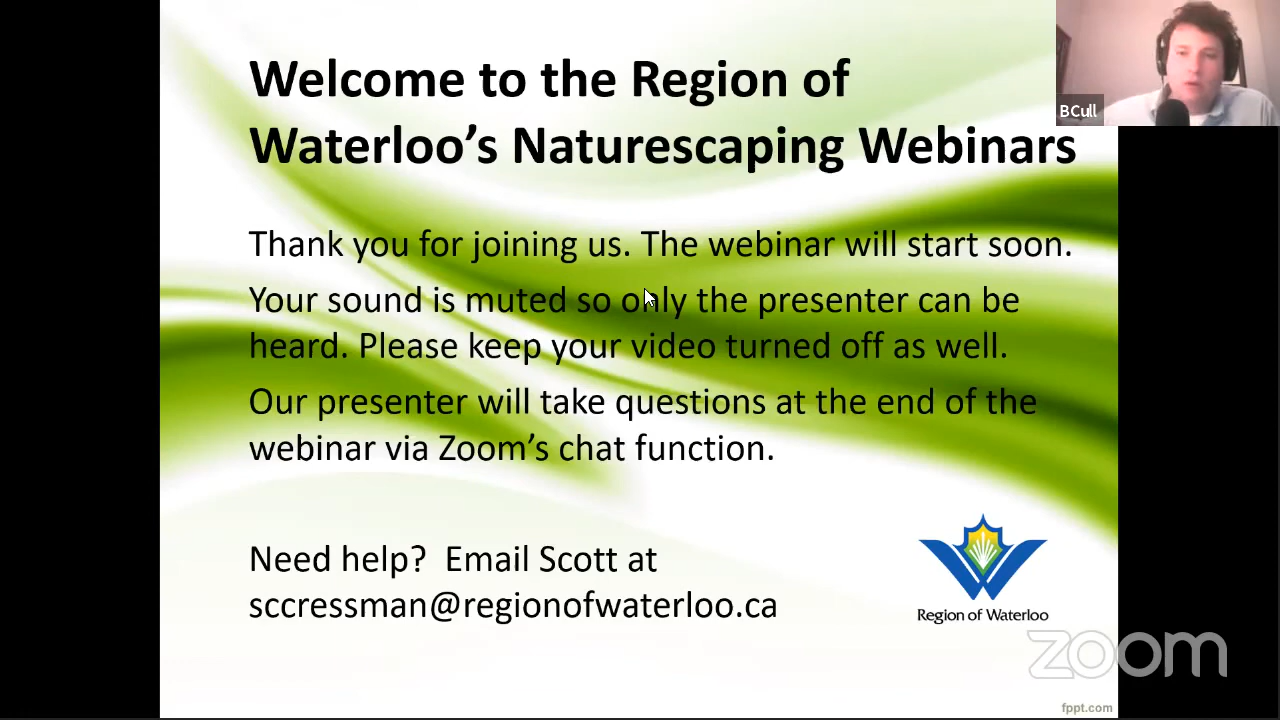 Welcome to the Region of
Waterloo’s Naturescaping Webinars
BCull
Thank you for joining us. The webinar will start soon.
Your sound is muted so only the presenter can be
heard. Please keep your video turned off as well.
Our presenter will take questions at the end of the
webinar via Zoom’s chat function.
Need help?  Email Scott at
sccressman@regionofwaterloo.ca
Region of Waterloo
zoom
fppt.com